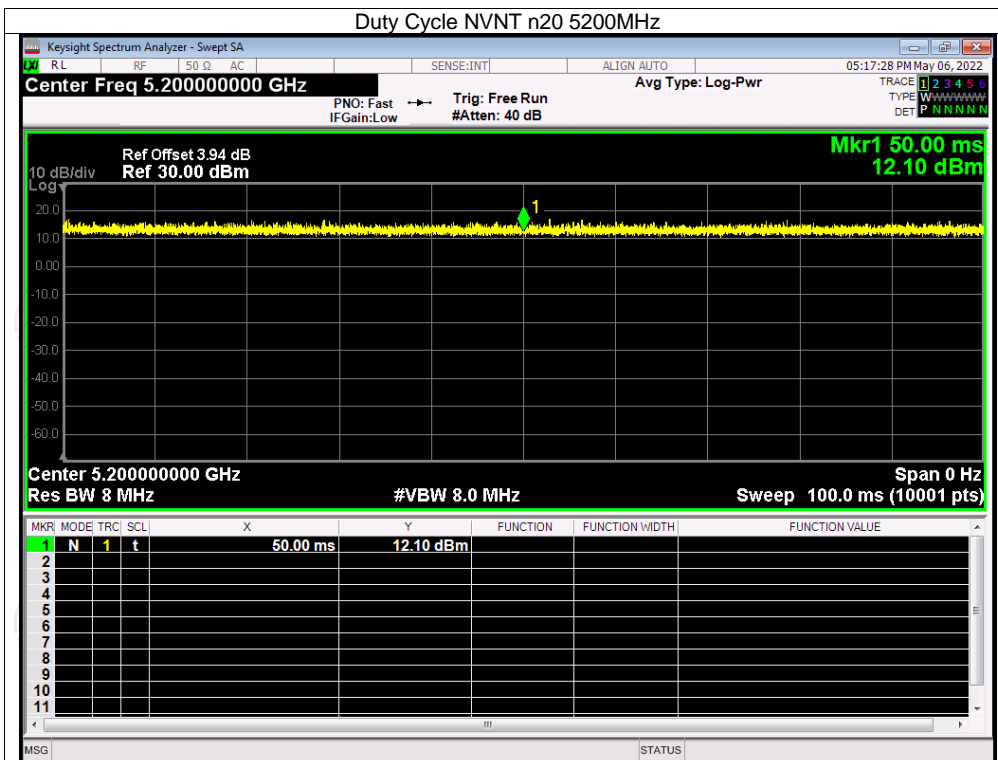 Duty Cycle NVNT n20 5200MHz
Keysight Spectrum Analyzer - Swept SA
LXI RL RF 50 Ω AC SENSE:INT ALIGN AUTO 05:17:28 PM May 06, 2022
Center Freq 5.200000000 GHz Avg Type: Log-Pwr TRACE 1 2 3 4 5 6
PNO: Fast Trig: Free Run TYPE WWWWWW
IFGain:Low #Atten: 40 dB DET P N N N N N
Mkr1 50.00 ms
Ref Offset 3.94 dB
10 dB/div Ref 30.00 dBm 12.10 dBm
Log
1
20.0
10.0
0.00
-10.0
-20.0
-30.0
-40.0
-50.0
-60.0
Center 5.200000000 GHz Span 0 Hz
Res BW 8 MHz #VBW 8.0 MHz Sweep 100.0 ms (10001 pts)
MKR MODE TRC SCL X Y FUNCTION FUNCTION WIDTH FUNCTION VALUE
1 N 1 t 50.00 ms 12.10 dBm
2
3
4
5
6
7
8
9
10
11
MSG STATUS